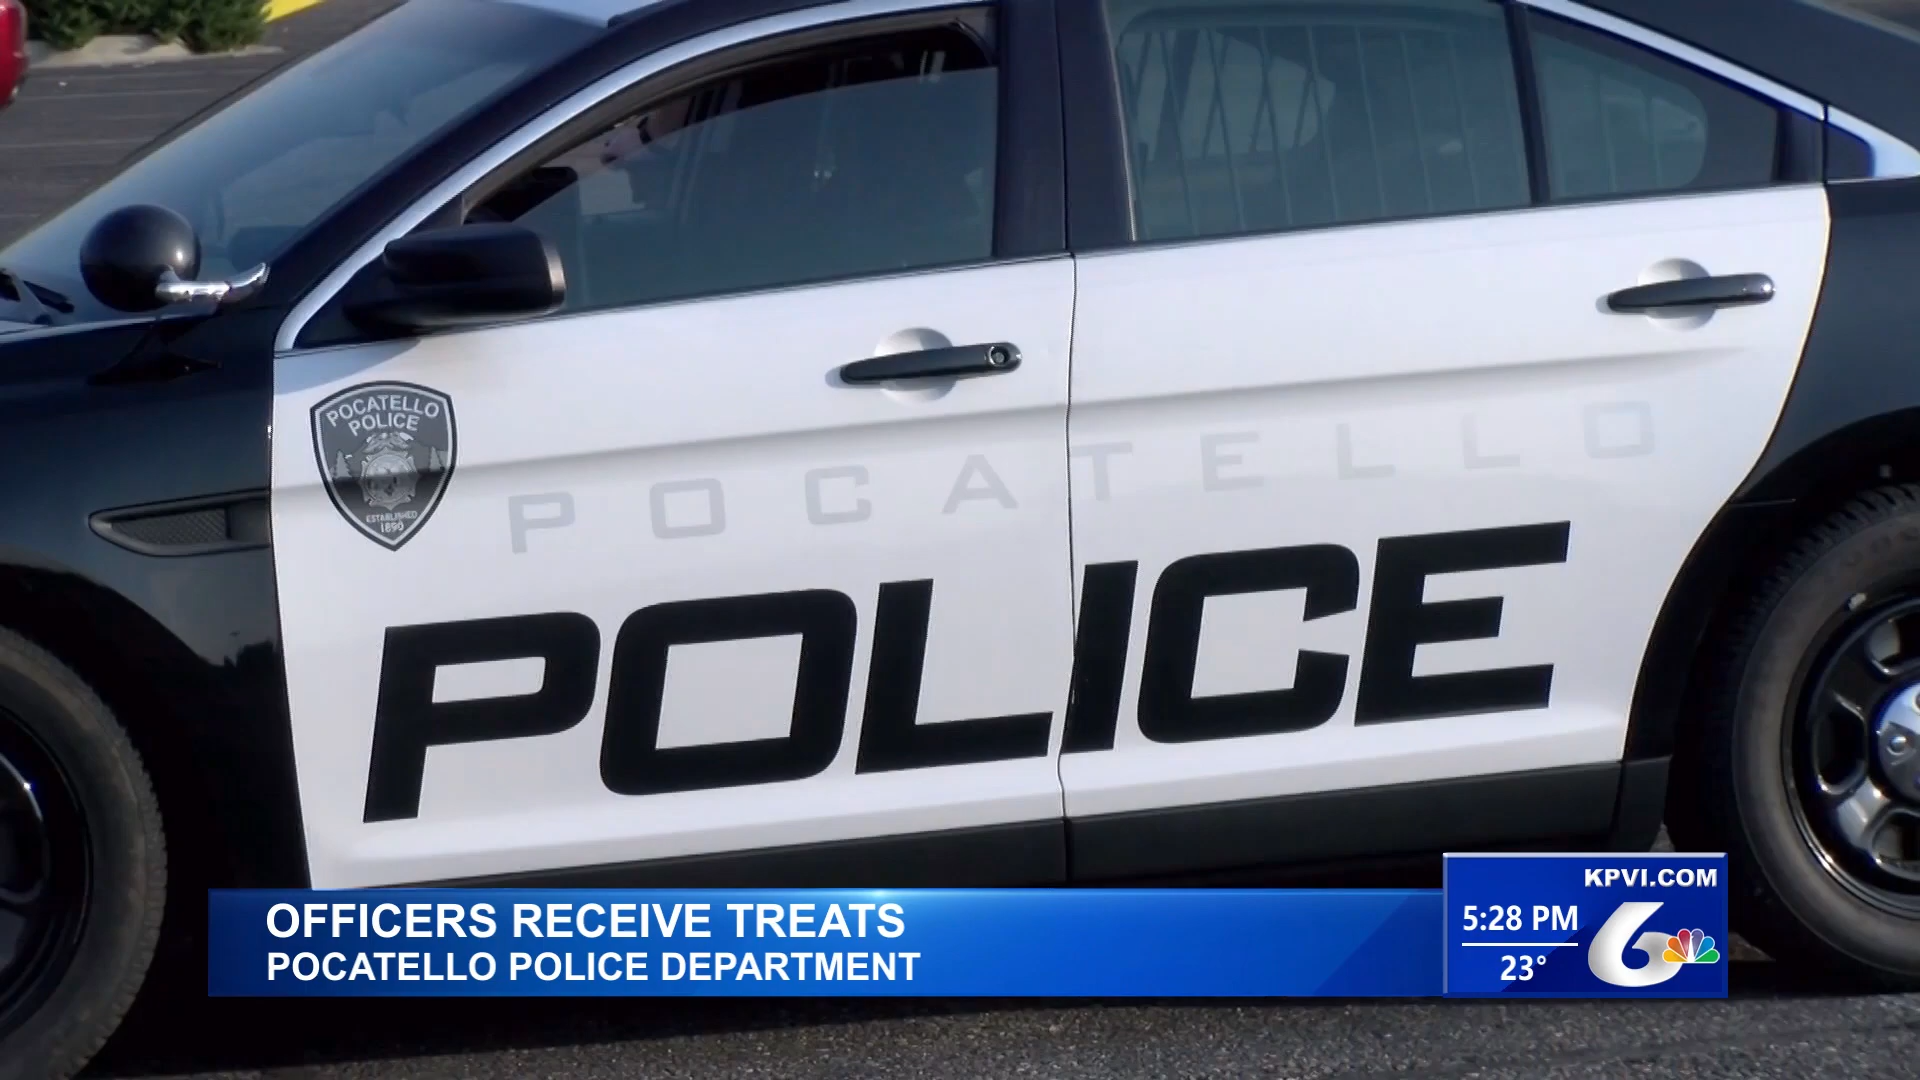 POCATELLO
POLICE
ESTABLISHED
1890
POCATELLO
POLICE
OFFICERS RECEIVE TREATS
POCATELLO POLICE DEPARTMENT
KPVI.COM
5:28 PM
23°
6